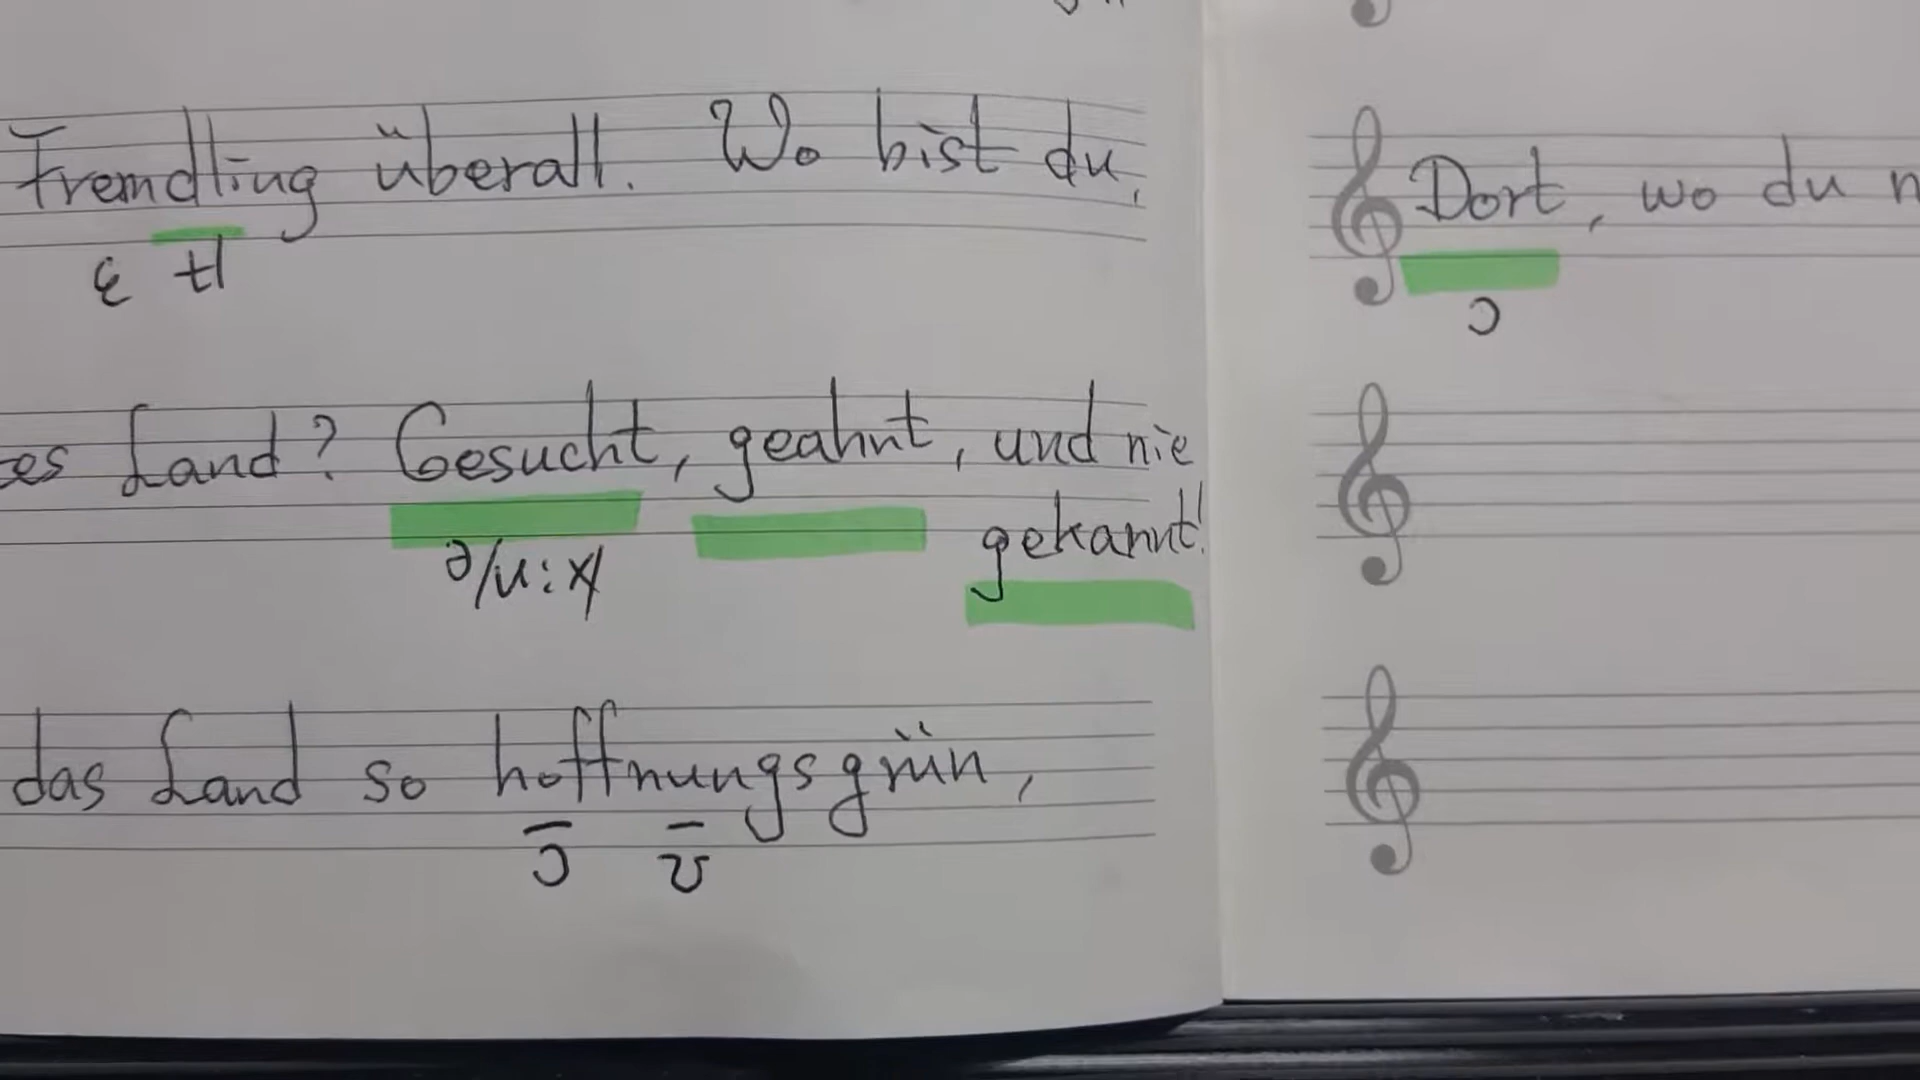 Fremdling überall. Wo bist du,
ɛ tl
es Land? Gesucht, geahnt, und nie
gekannt!
das Land so hoffnungsgrün,
ɔ ʊ
Dort, wo du n
ɔ